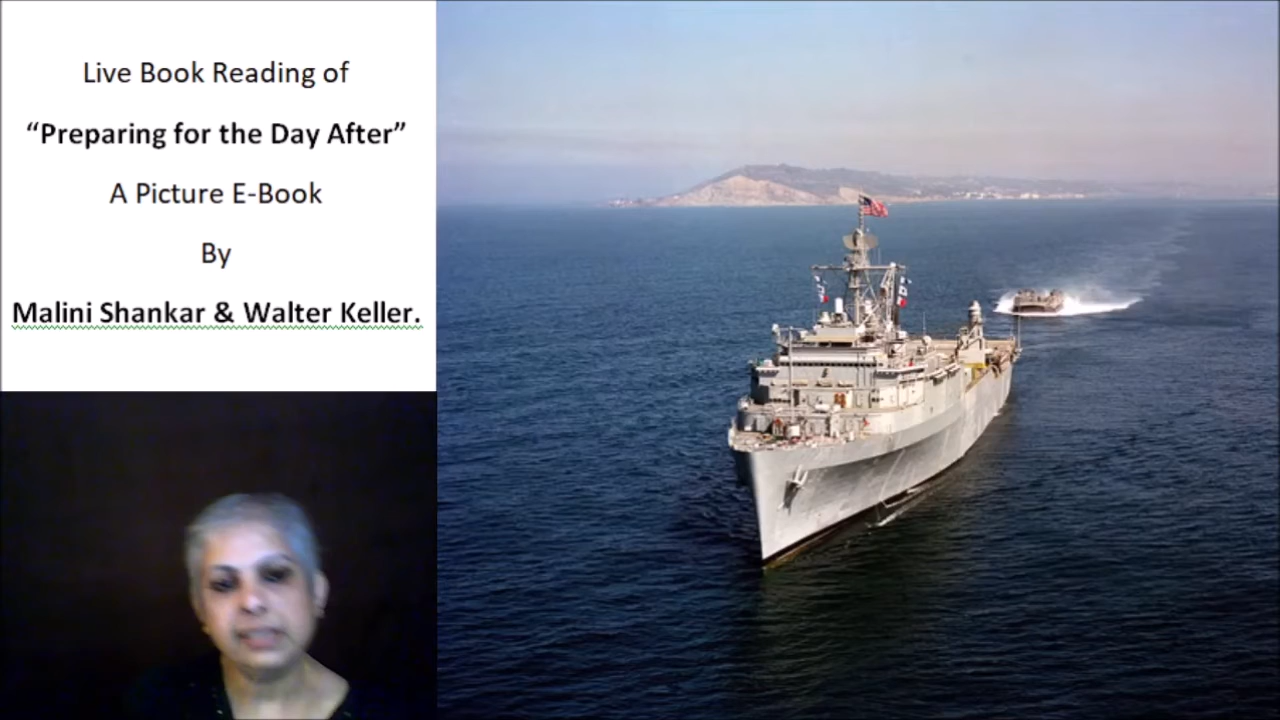 Live Book Reading of
“Preparing for the Day After”
A Picture E-Book
By
Malini Shankar & Walter Keller.